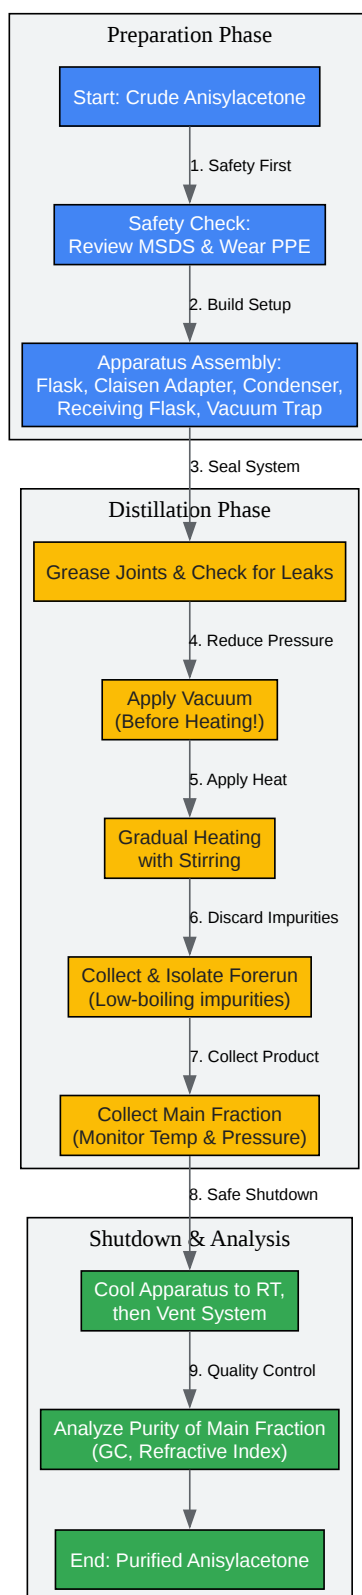 Preparation Phase
Start: Crude Anisylacetone
1. Safety First
Safety Check:
Review MSDS & Wear PPE
2. Build Setup
Apparatus Assembly:
Flask, Claisen Adapter, Condenser,
Receiving Flask, Vacuum Trap
3. Seal System
Distillation Phase
Grease Joints & Check for Leaks
4. Reduce Pressure
Apply Vacuum
(Before Heating!)
5. Apply Heat
Gradual Heating
with Stirring
6. Discard Impurities
Collect & Isolate Forerun
(Low-boiling impurities)
7. Collect Product
Collect Main Fraction
(Monitor Temp & Pressure)
8. Safe Shutdown
Shutdown & Analysis
Cool Apparatus to RT,
then Vent System
9. Quality Control
Analyze Purity of Main Fraction
(GC, Refractive Index)
End: Purified Anisylacetone